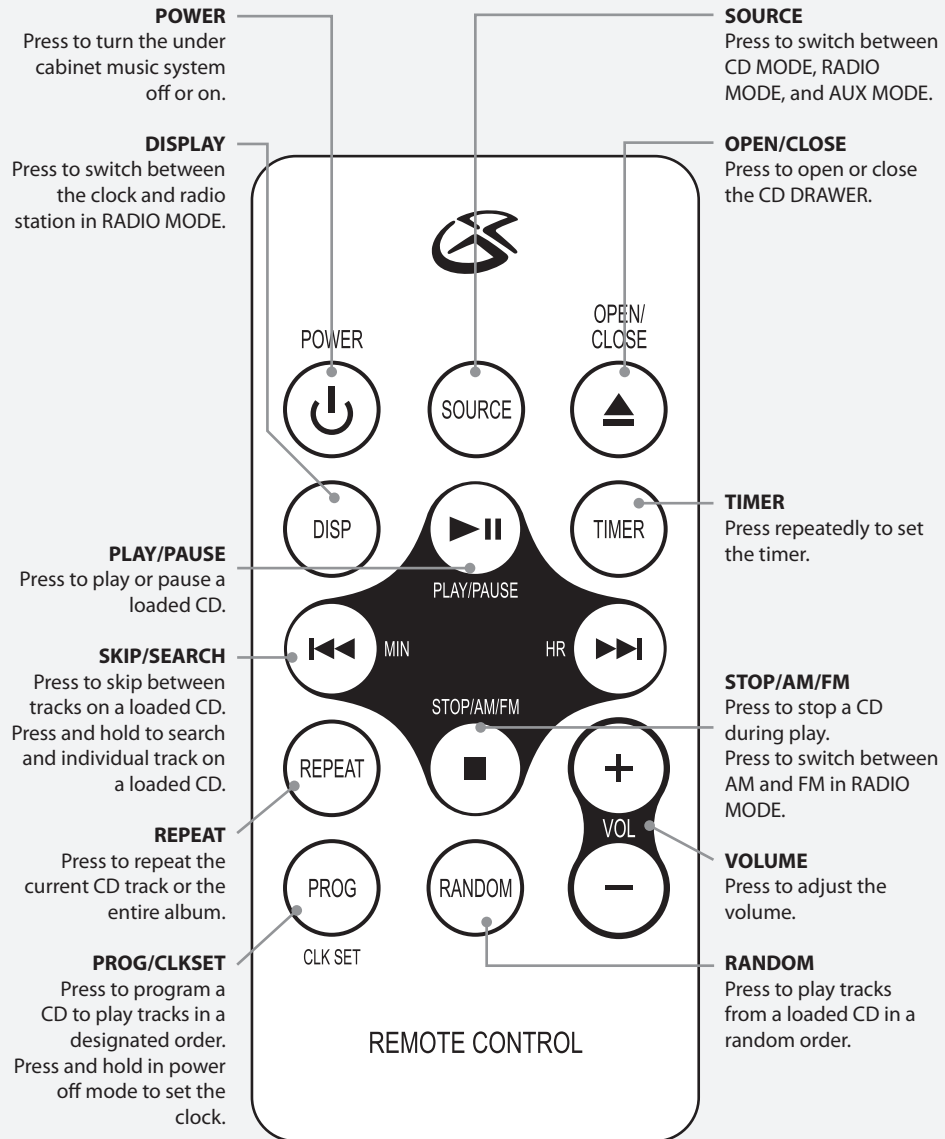 POWER
Press to turn the under
cabinet music system
off or on.
DISPLAY
Press to switch between
the clock and radio
station in RADIO MODE.
PLAY/PAUSE
Press to play or pause a
loaded CD.
SKIP/SEARCH
Press to skip between
tracks on a loaded CD.
Press and hold to search
and individual track on
a loaded CD.
REPEAT
Press to repeat the
current CD track or the
entire album.
PROG/CLKSET
Press to program a
CD to play tracks in a
designated order.
Press and hold in power
off mode to set the
clock.
POWER
SOURCE
OPEN/
CLOSE
DISP
TIMER
PLAY/PAUSE
MIN
HR
STOP/AM/FM
REPEAT
+
VOL
−
PROG
RANDOM
CLK SET
REMOTE CONTROL
SOURCE
Press to switch between
CD MODE, RADIO
MODE, and AUX MODE.
OPEN/CLOSE
Press to open or close
the CD DRAWER.
TIMER
Press repeatedly to set
the timer.
STOP/AM/FM
Press to stop a CD
during play.
Press to switch between
AM and FM in RADIO
MODE.
VOLUME
Press to adjust the
volume.
RANDOM
Press to play tracks
from a loaded CD in a
random order.